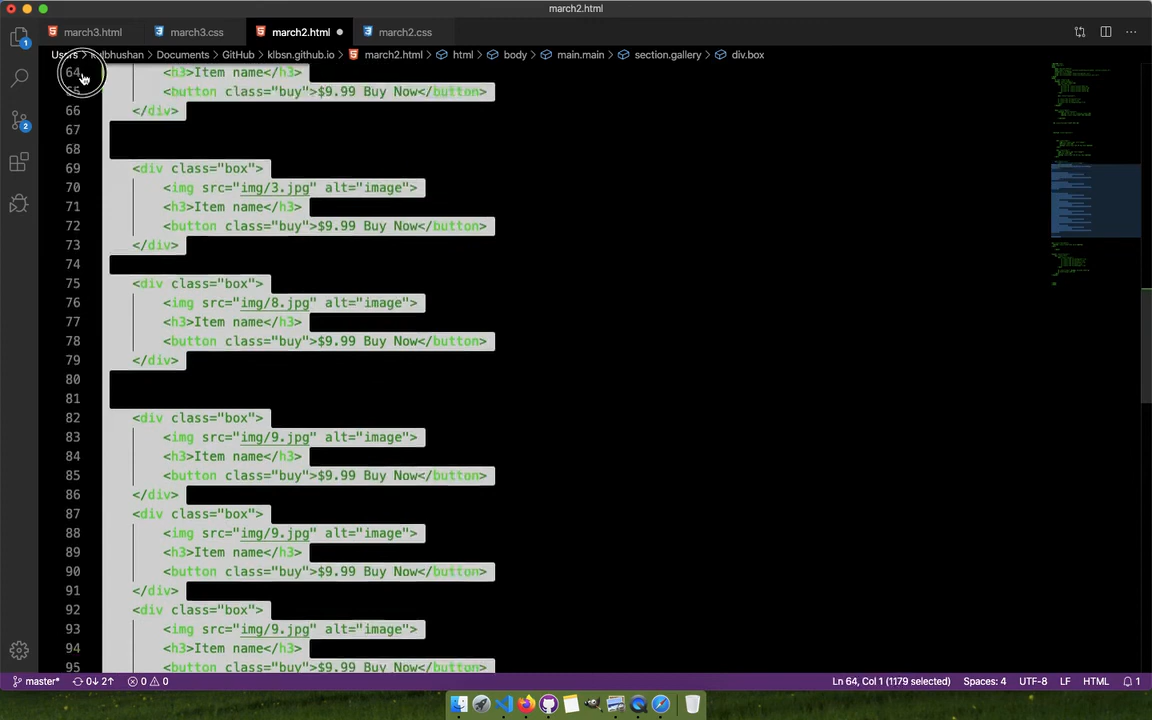 march2.html
march3.html
march3.css
march2.html
march2.css
Users > kulbhushan > Documents > GitHub > klbsn.github.io > march2.html > html > body > main.main > section.gallery > div.box
64 <h3>Item name</h3>
65 <button class="buy">$9.99 Buy Now</button>
66 </div>
67
68
69 <div class="box">
70 <img src="img/3.jpg" alt="image">
71 <h3>Item name</h3>
72 <button class="buy">$9.99 Buy Now</button>
73 </div>
74
75 <div class="box">
76 <img src="img/8.jpg" alt="image">
77 <h3>Item name</h3>
78 <button class="buy">$9.99 Buy Now</button>
79 </div>
80
81
82 <div class="box">
83 <img src="img/9.jpg" alt="image">
84 <h3>Item name</h3>
85 <button class="buy">$9.99 Buy Now</button>
86 </div>
87 <div class="box">
88 <img src="img/9.jpg" alt="image">
89 <h3>Item name</h3>
90 <button class="buy">$9.99 Buy Now</button>
91 </div>
92 <div class="box">
93 <img src="img/9.jpg" alt="image">
94 <h3>Item name</h3>
95 <button class="buy">$9.99 Buy Now</button>
1
2
master* 0↓ 2↑ 0 0 Ln 64, Col 1 (1179 selected) Spaces: 4 UTF-8 LF HTML 1